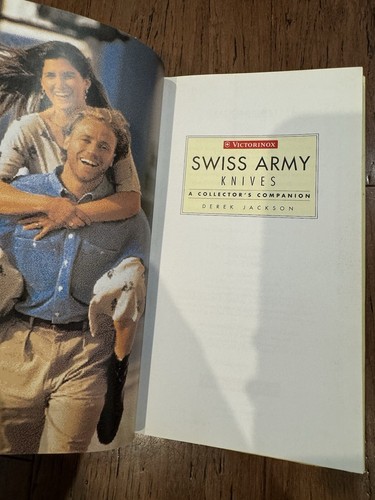 VICTORINOX
SWISS ARMY
KNIVES
A COLLECTOR'S COMPANION
DEREK JACKSON